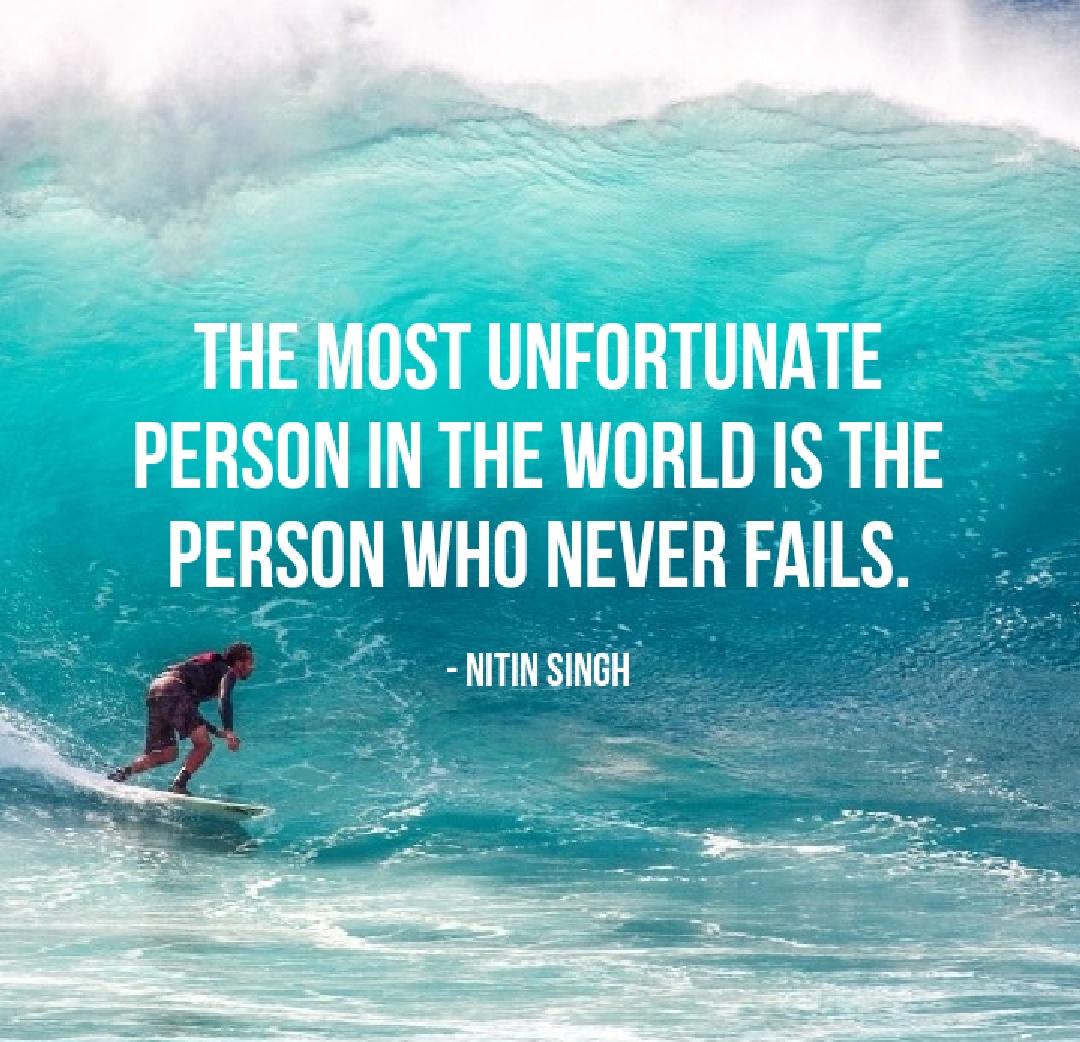 THE MOST UNFORTUNATE
PERSON IN THE WORLD IS THE
PERSON WHO NEVER FAILS.
- NITIN SINGH